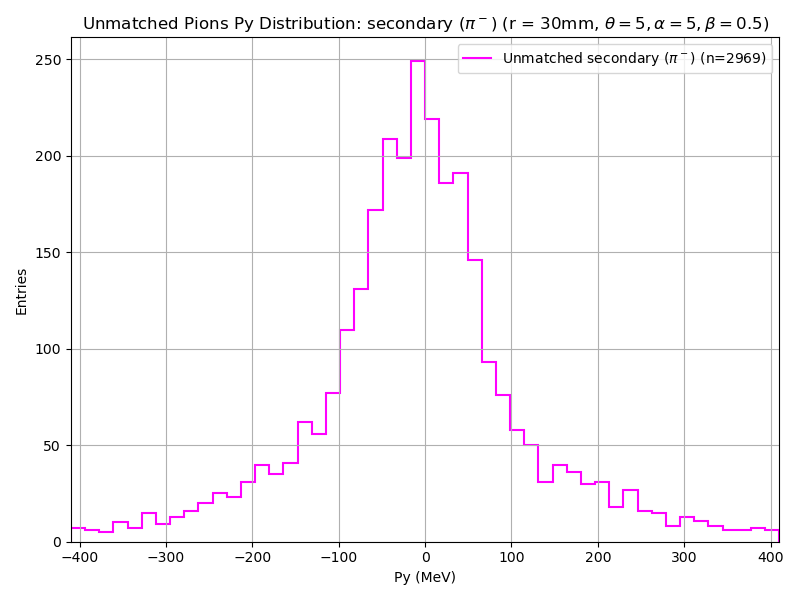 Unmatched Pions Py Distribution: secondary (π⁻) (r = 30mm, θ = 5, α = 5, β = 0.5)
Unmatched secondary (π⁻) (n=2969)
250
200
150
100
50
0
Entries
−400 −300 −200 −100 0 100 200 300 400
Py (MeV)